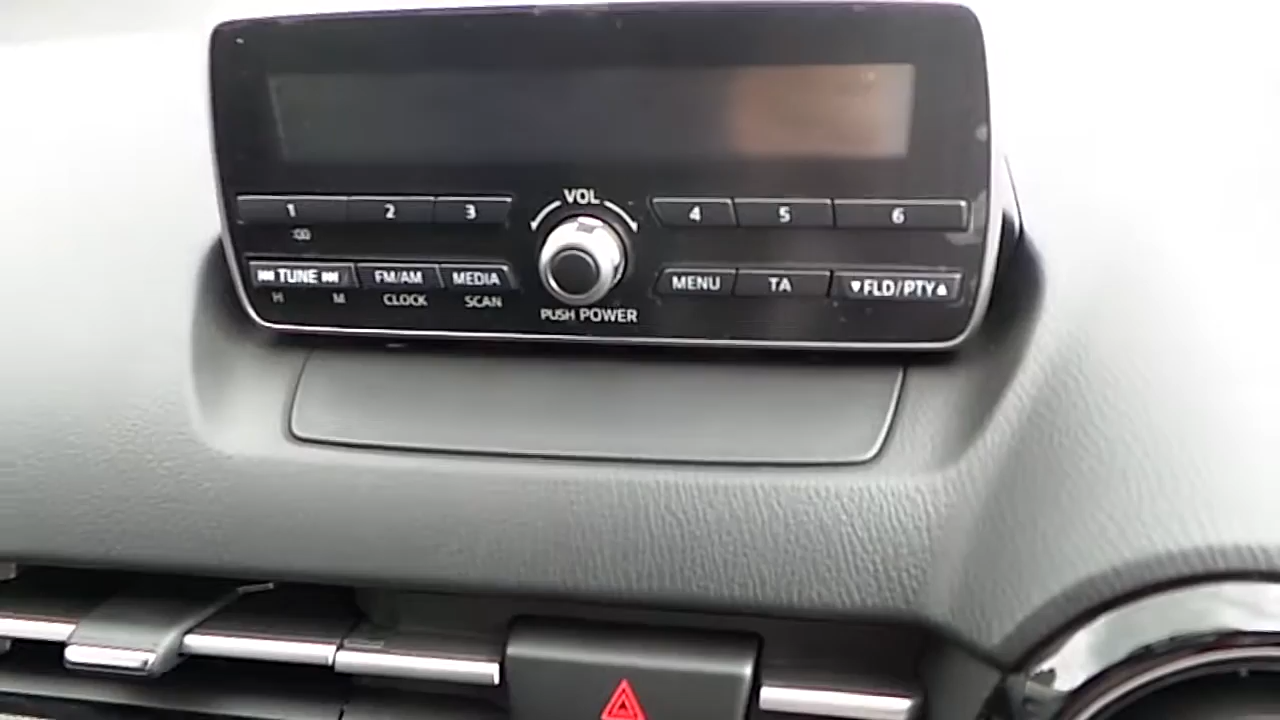 VOL
1 2 3 4 5 6
:00
⏮ TUNE ⏭ FM/AM MEDIA MENU TA ▼FLD/PTY▲
H M CLOCK SCAN
PUSH POWER